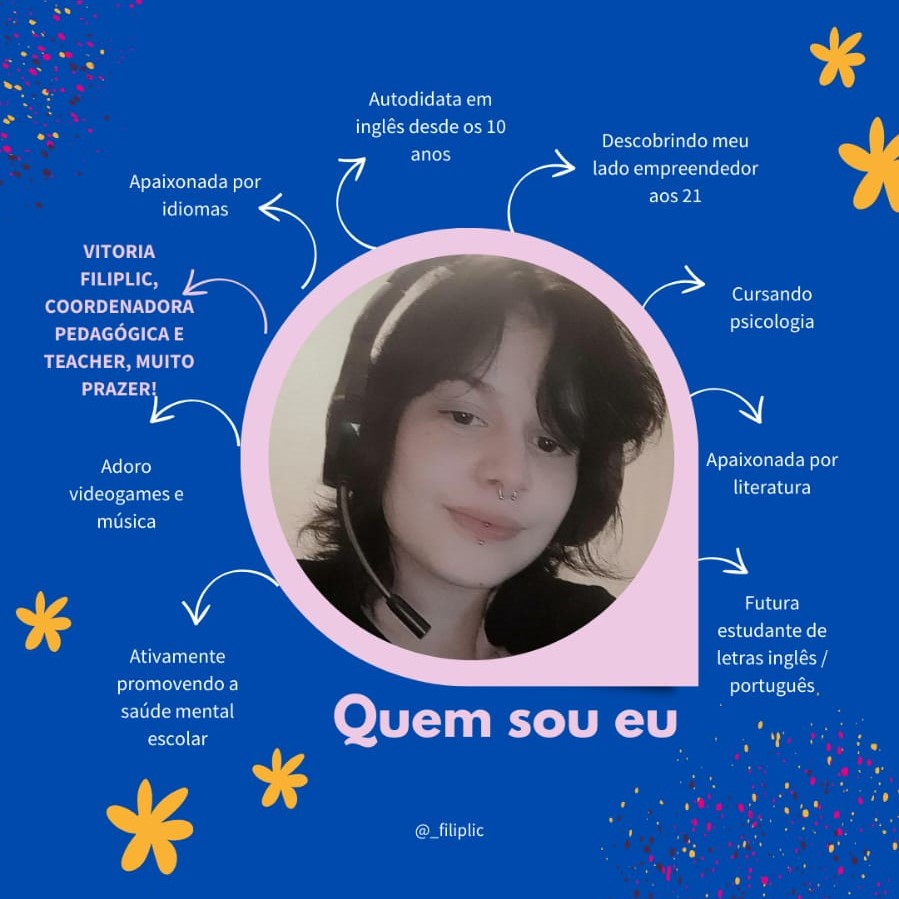 Autodidata em
inglês desde os 10
anos
Descobrindo meu
lado empreendedor
aos 21
Apaixonada por
idiomas
VITORIA
FILIPLIC,
COORDENADORA
PEDAGÓGICA E
TEACHER, MUITO
PRAZER!
Cursando
psicologia
Adoro
videogames e
música
Apaixonada por
literatura
Ativamente
promovendo a
saúde mental
escolar
Futura
estudante de
letras inglês /
português.
Quem sou eu
@_filiplic